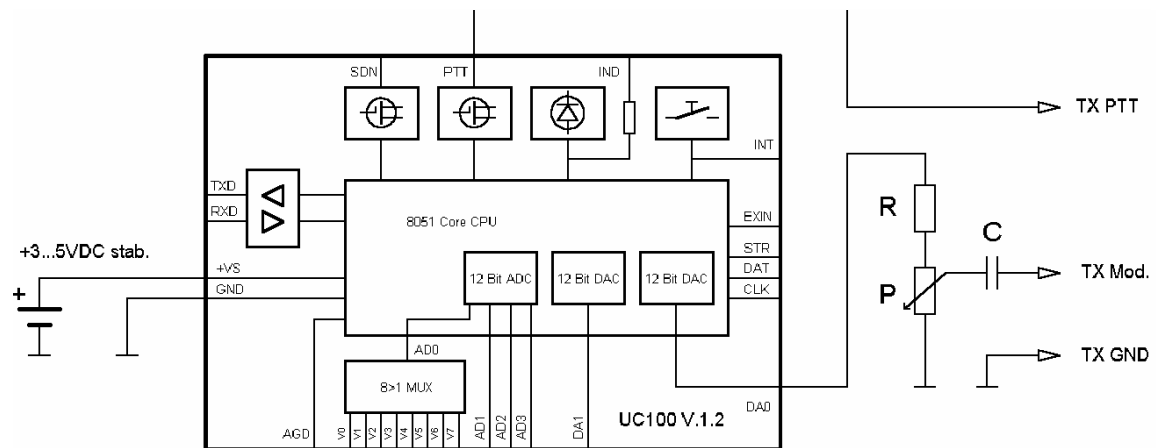 SDN
PTT
IND
TX PTT
INT
TXD
RXD
8051 Core CPU
EXIN
R
+3...5VDC stab.
STR
C
+VS
12 Bit ADC
12 Bit DAC
12 Bit DAC
DAT
TX Mod.
+
GND
CLK
P
AD0
TX GND
8>1 MUX
DA0
AGD
V0
V1
V2
V3
V4
V5
V6
V7
AD1
AD2
AD3
DA1
UC100 V.1.2